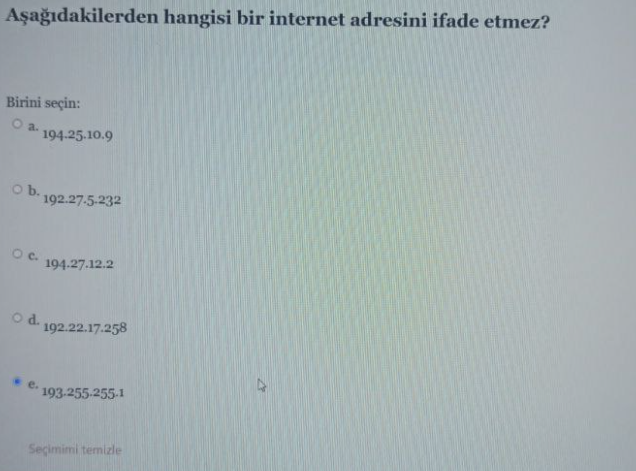 Aşağıdakilerden hangisi bir internet adresini ifade etmez?
Birini seçin:
a. 194.25.10.9
b. 192.27.5.232
c. 194.27.12.2
d. 192.22.17.258
e. 193.255.255.1
Seçimimi temizle